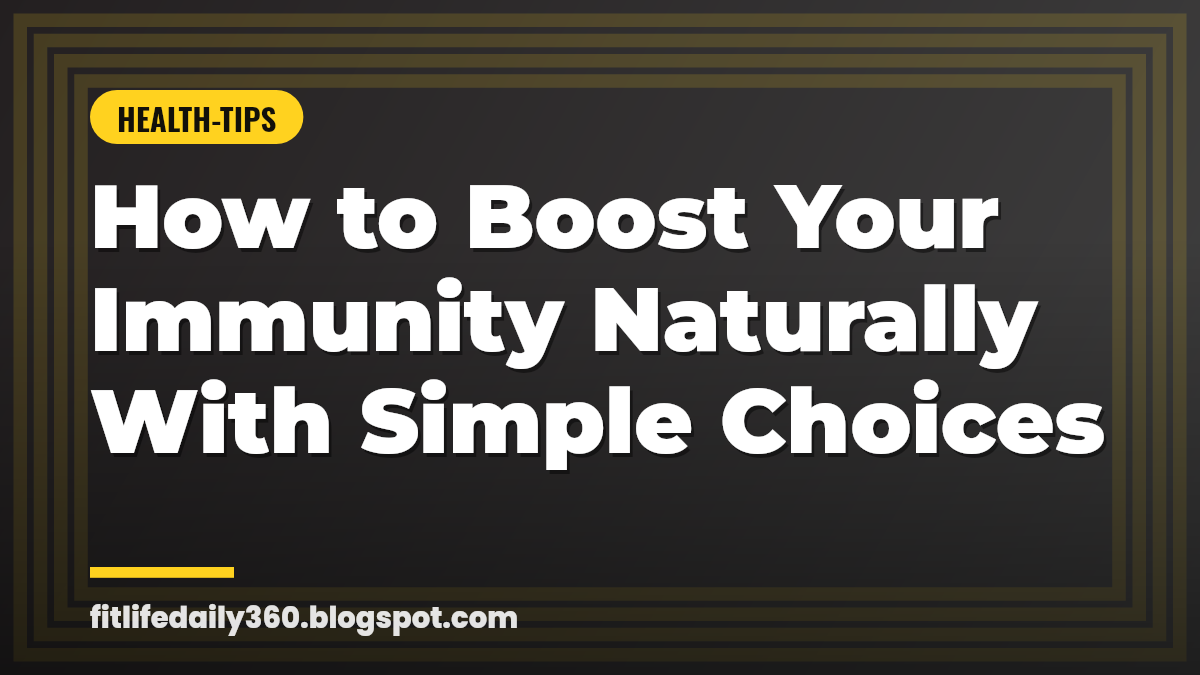 HEALTH-TIPS
How to Boost Your
Immunity Naturally
With Simple Choices
fitlifedaily360.blogspot.com